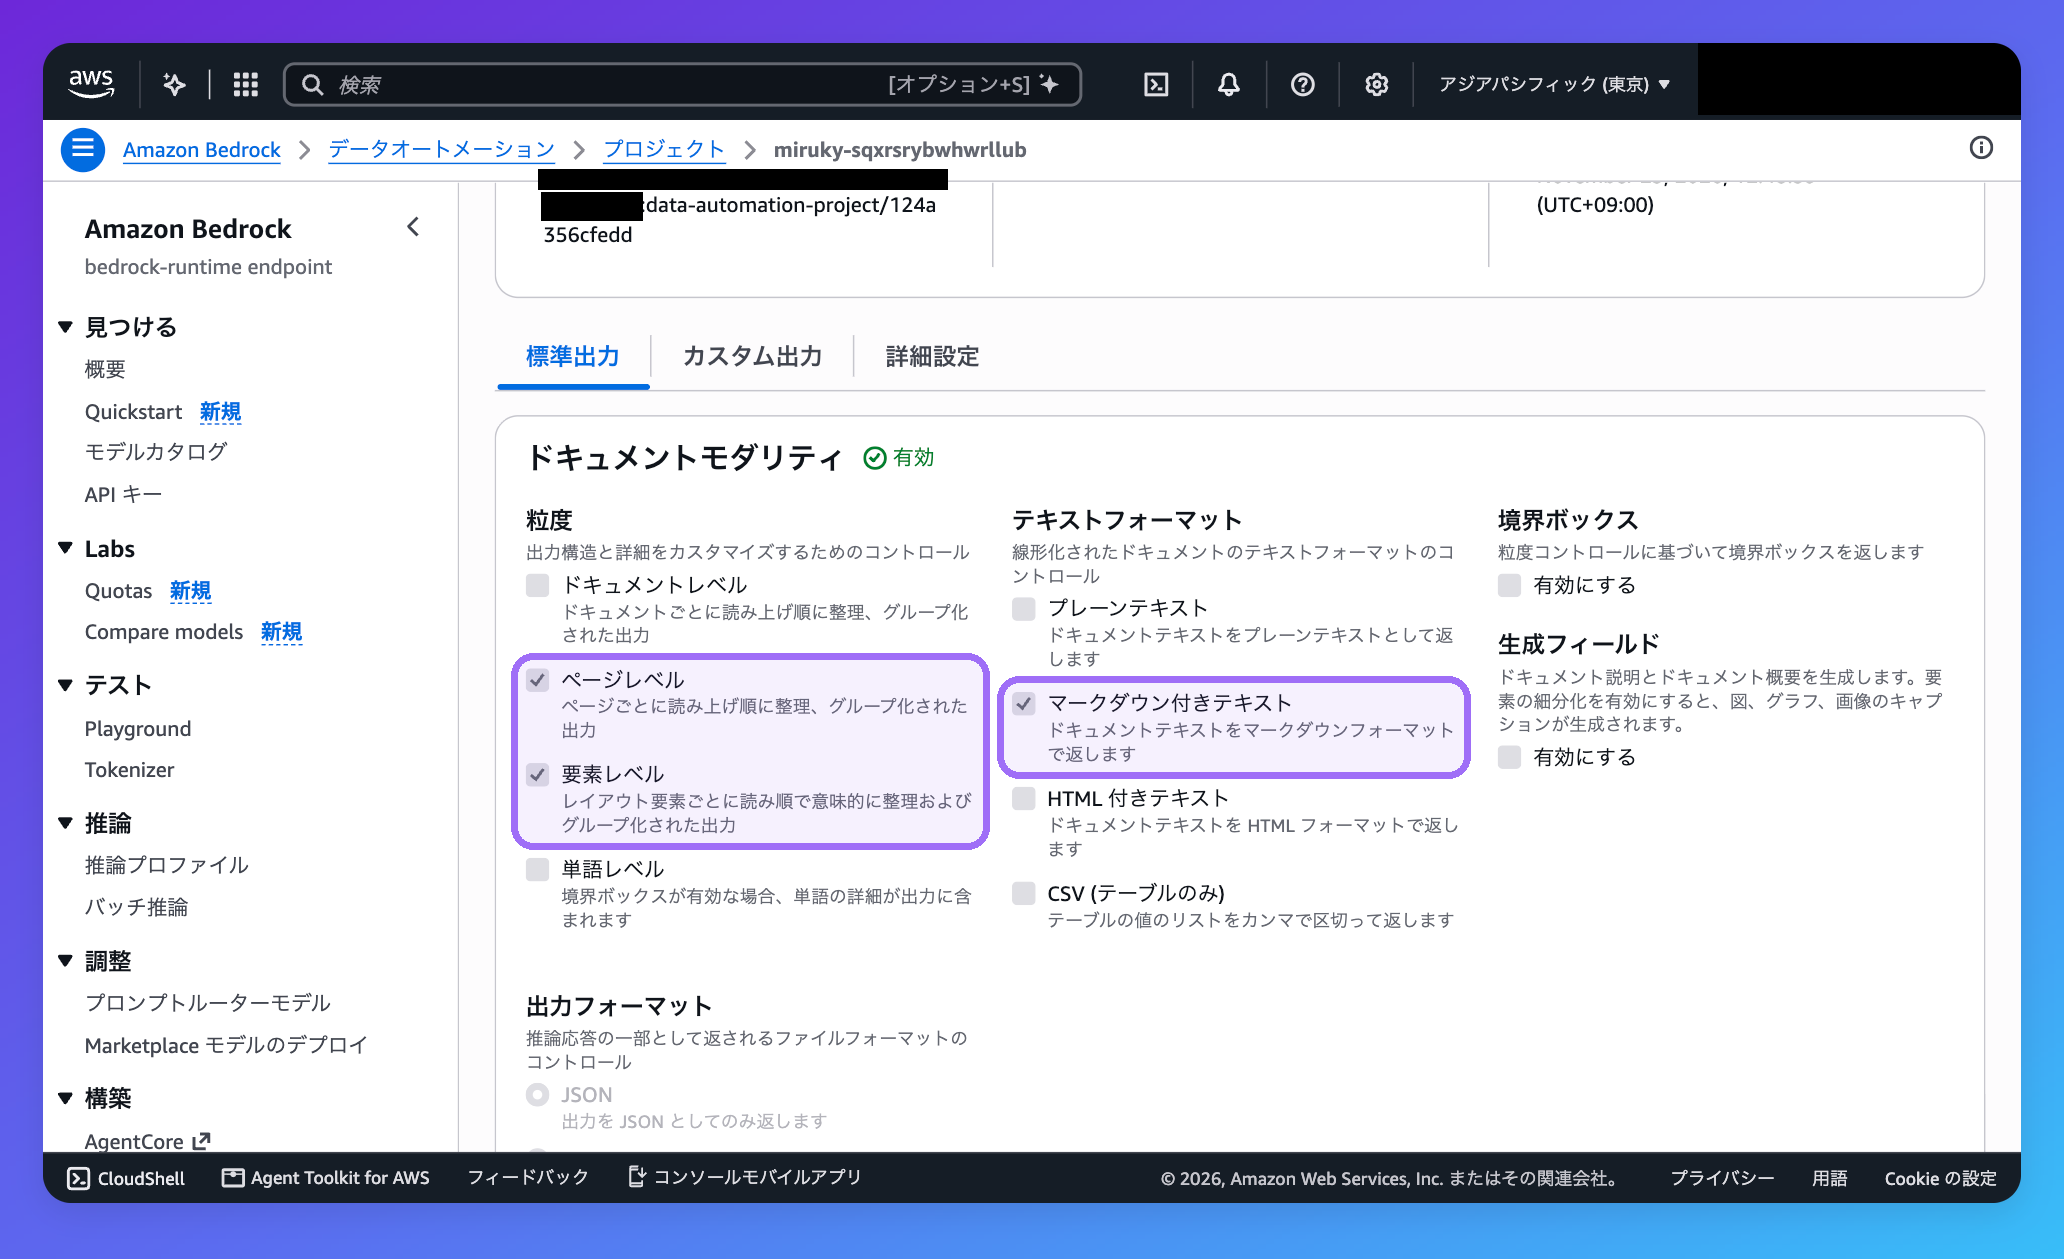 aws
検索
[オプション+S]
アジアパシフィック (東京)
Amazon Bedrock
データオートメーション
プロジェクト
miruky-sqxrsrybwhwrllub
:data-automation-project/124a
356cfedd
(UTC+09:00)
Amazon Bedrock
bedrock-runtime endpoint
見つける
概要
Quickstart 新規
モデルカタログ
API キー
Labs
Quotas 新規
Compare models 新規
テスト
Playground
Tokenizer
推論
推論プロファイル
バッチ推論
調整
プロンプトルーターモデル
Marketplace モデルのデプロイ
構築
AgentCore
標準出力
カスタム出力
詳細設定
ドキュメントモダリティ 有効
粒度
出力構造と詳細をカスタマイズするためのコントロール
ドキュメントレベル
ドキュメントごとに読み上げ順に整理、グループ化
された出力
ページレベル
ページごとに読み上げ順に整理、グループ化された
出力
要素レベル
レイアウト要素ごとに読み順で意味的に整理および
グループ化された出力
単語レベル
境界ボックスが有効な場合、単語の詳細が出力に含
まれます
テキストフォーマット
線形化されたドキュメントのテキストフォーマットのコ
ントロール
プレーンテキスト
ドキュメントテキストをプレーンテキストとして返
します
マークダウン付きテキスト
ドキュメントテキストをマークダウンフォーマット
で返します
HTML 付きテキスト
ドキュメントテキストを HTML フォーマットで返し
ます
CSV (テーブルのみ)
テーブルの値のリストをカンマで区切って返します
境界ボックス
粒度コントロールに基づいて境界ボックスを返します
有効にする
生成フィールド
ドキュメント説明とドキュメント概要を生成します。要
素の細分化を有効にすると、図、グラフ、画像のキャプ
ションが生成されます。
有効にする
出力フォーマット
推論応答の一部として返されるファイルフォーマットの
コントロール
JSON
出力を JSON としてのみ返します
CloudShell
Agent Toolkit for AWS
フィードバック
コンソールモバイルアプリ
© 2026, Amazon Web Services, Inc. またはその関連会社。
プライバシー
用語
Cookie の設定